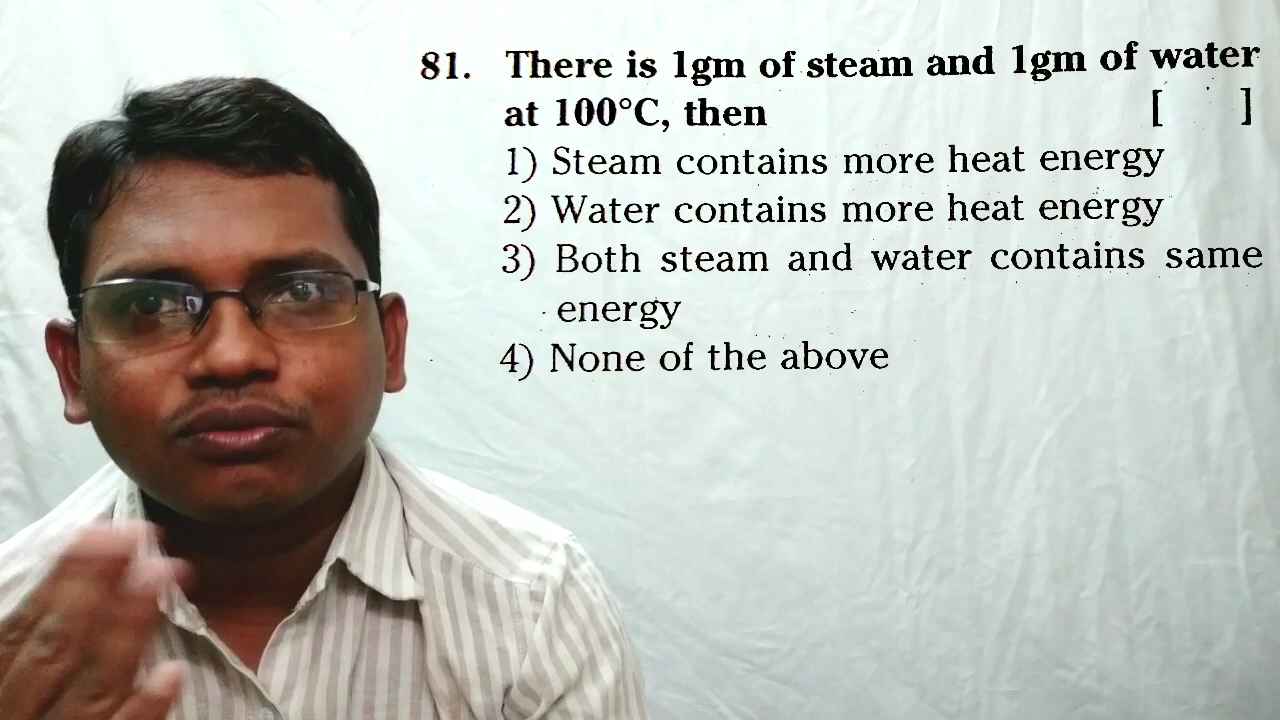 81. There is 1gm of steam and 1gm of water
at 100°C, then [ ]
1) Steam contains more heat energy
2) Water contains more heat energy
3) Both steam and water contains same
energy
4) None of the above